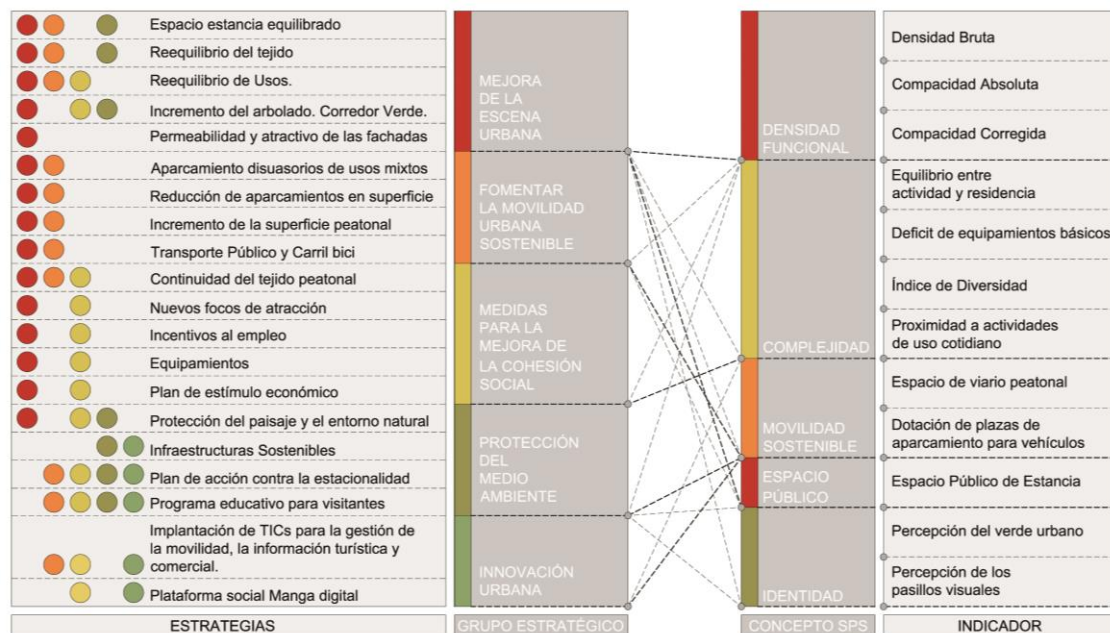 Espacio estancia equilibrado
Reequilibrio del tejido
Reequilibrio de Usos.
Incremento del arbolado. Corredor Verde.
Permeabilidad y atractivo de las fachadas
Aparcamiento disuasorios de usos mixtos
Reducción de aparcamientos en superficie
Incremento de la superficie peatonal
Transporte Público y Carril bici
Continuidad del tejido peatonal
Nuevos focos de atracción
Incentivos al empleo
Equipamientos
Plan de estímulo económico
Protección del paisaje y el entorno natural
Infraestructuras Sostenibles
Plan de acción contra la estacionalidad
Programa educativo para visitantes
Implantación de TICs para la gestión de
la movilidad, la información turística y
comercial.
Plataforma social Manga digital
ESTRATEGIAS
MEJORA
DE LA
ESCENA
URBANA
FOMENTAR
LA MOVILIDAD
URBANA
SOSTENIBLE
MEDIDAS
PARA LA
MEJORA DE
LA COHESIÓN
SOCIAL
PROTECCIÓN
DEL
MEDIO
AMBIENTE
INNOVACIÓN
URBANA
GRUPO ESTRATÉGICO
DENSIDAD
FUNCIONAL
COMPLEJIDAD
MOVILIDAD
SOSTENIBLE
ESPACIO
PÚBLICO
IDENTIDAD
CONCEPTO SPS
Densidad Bruta
Compacidad Absoluta
Compacidad Corregida
Equilibrio entre
actividad y residencia
Deficit de equipamientos básicos
Índice de Diversidad
Proximidad a actividades
de uso cotidiano
Espacio de viario peatonal
Dotación de plazas de
aparcamiento para vehículos
Espacio Público de Estancia
Percepción del verde urbano
Percepción de los
pasillos visuales
INDICADOR